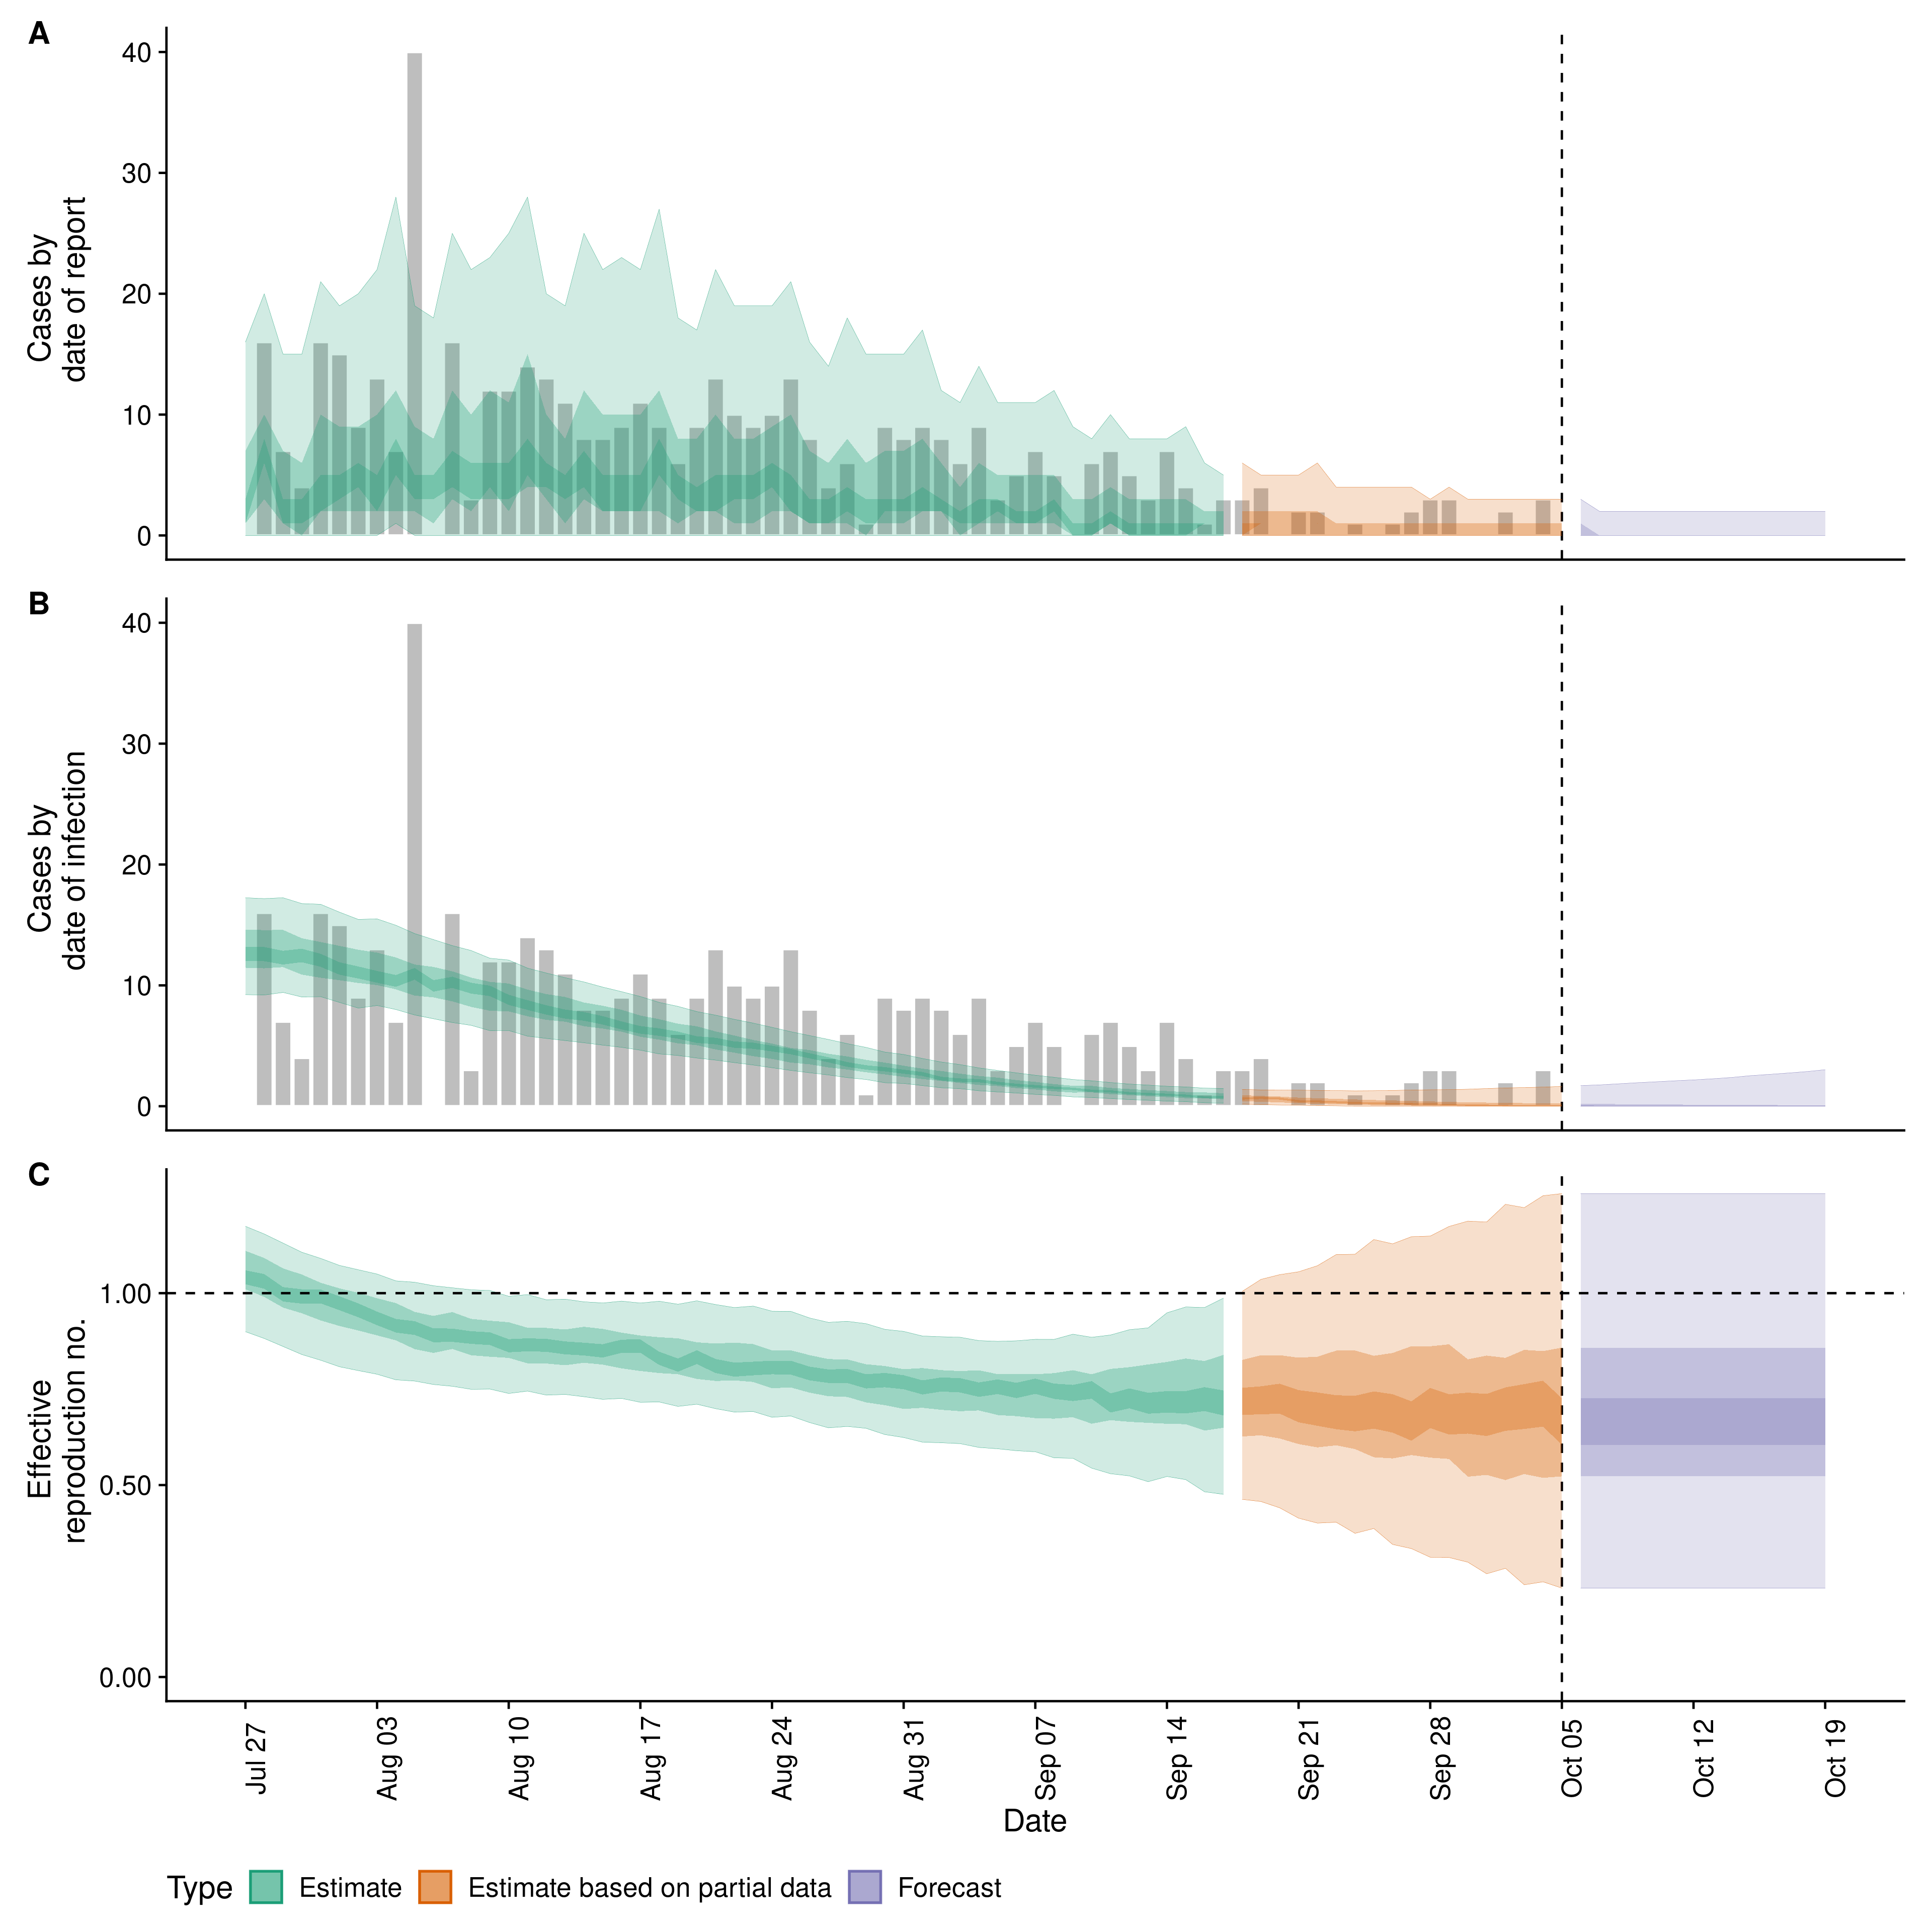 A
40
30
20
10
0
Cases by
date of report
B
40
30
20
10
0
Cases by
date of infection
C
1.00
0.50
0.00
Effective
reproduction no.
Jul 27
Aug 03
Aug 10
Aug 17
Aug 24
Aug 31
Sep 07
Sep 14
Sep 21
Sep 28
Oct 05
Oct 12
Oct 19
Date
Type Estimate Estimate based on partial data Forecast